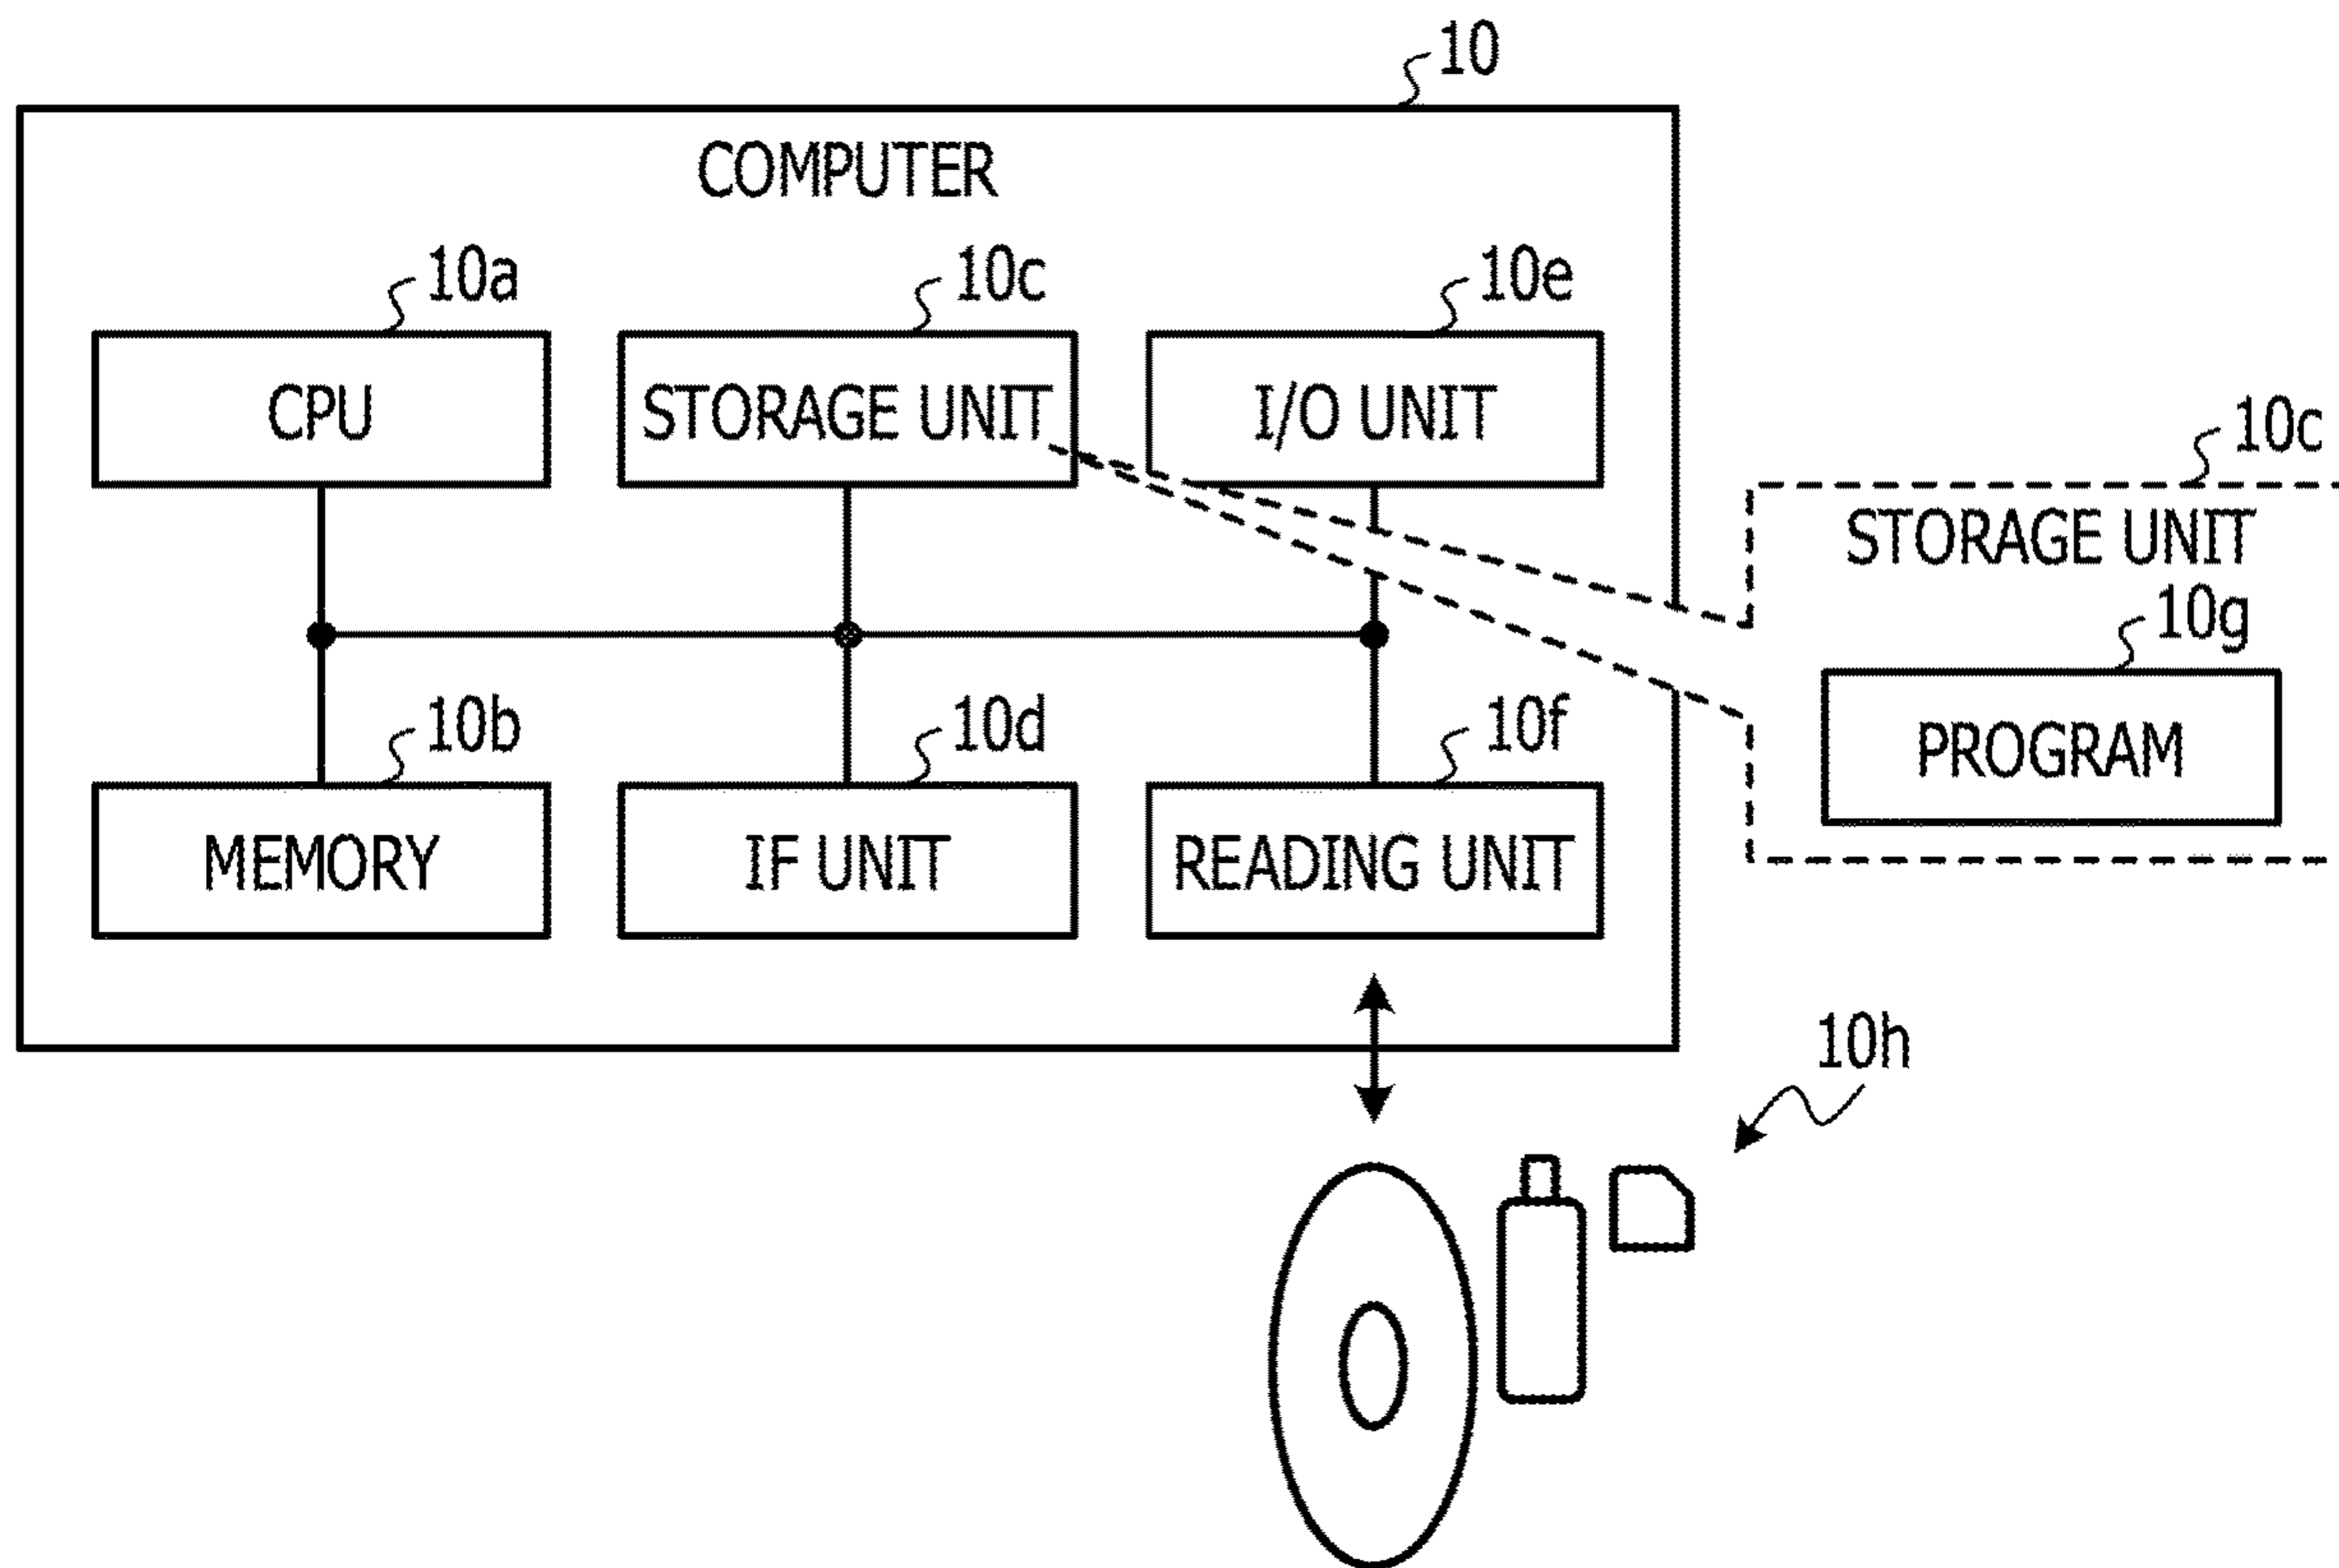 10
COMPUTER
10a
10c
10e
CPU
STORAGE UNIT
I/O UNIT
10c
STORAGE UNIT
10g
PROGRAM
10b
10d
10f
MEMORY
IF UNIT
READING UNIT
10h